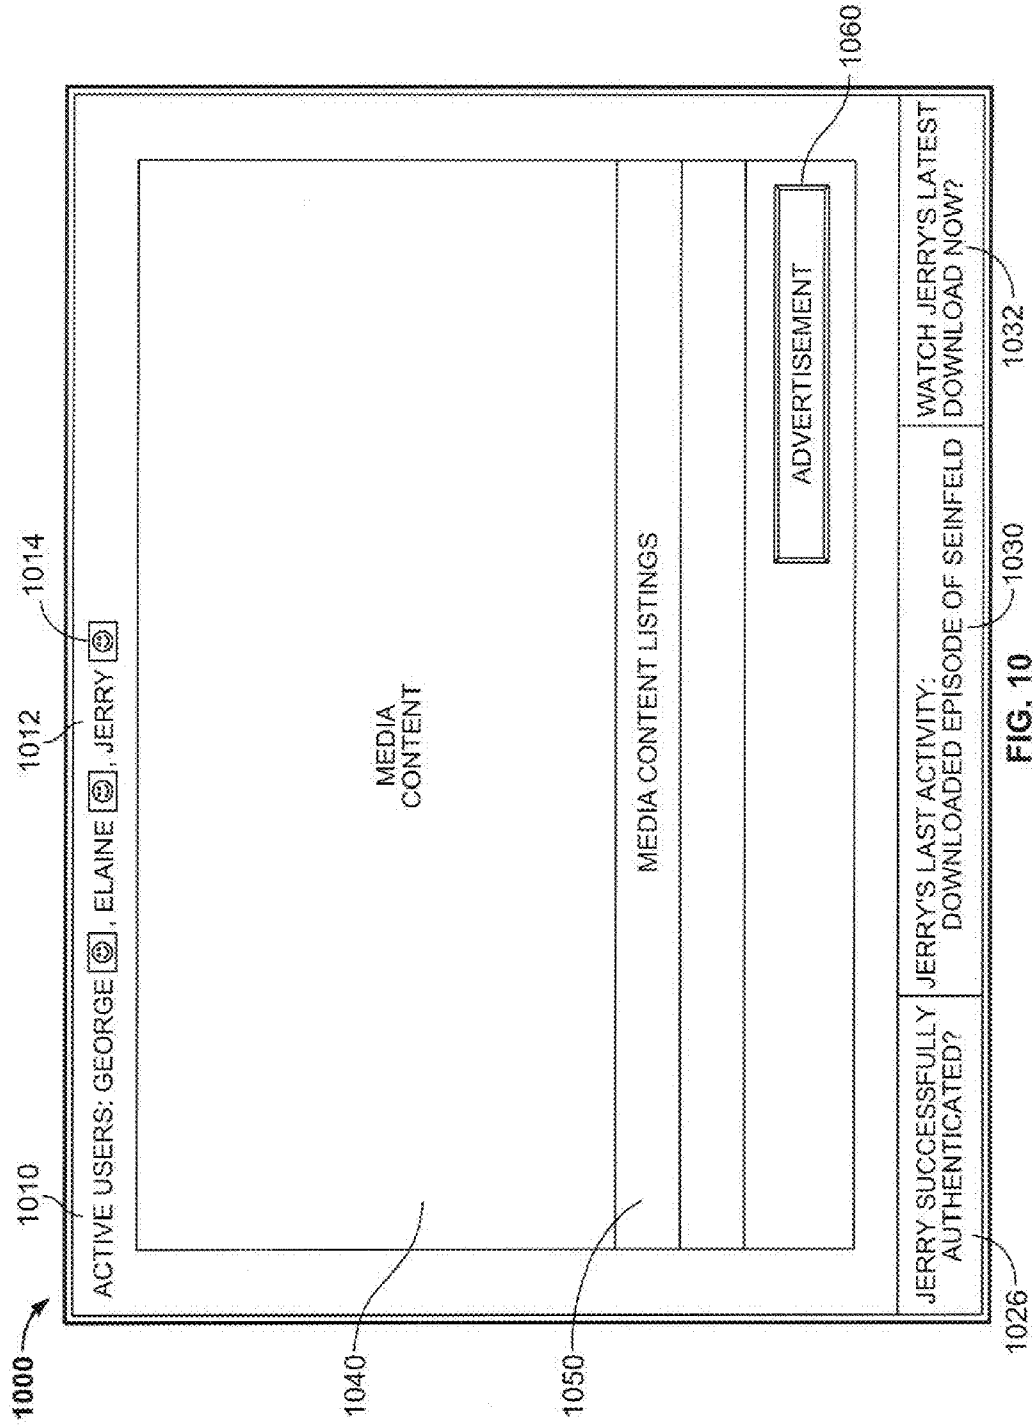 1000
1010
1012
1014
ACTIVE USERS: GEORGE ☺, ELAINE ☺, JERRY ☺
1040
MEDIA
CONTENT
1050
MEDIA CONTENT LISTINGS
ADVERTISEMENT
1060
JERRY SUCCESSFULLY
AUTHENTICATED?
JERRY'S LAST ACTIVITY:
DOWNLOADED EPISODE OF SEINFELD
WATCH JERRY'S LATEST
DOWNLOAD NOW?
1026
1030
1032
FIG. 10